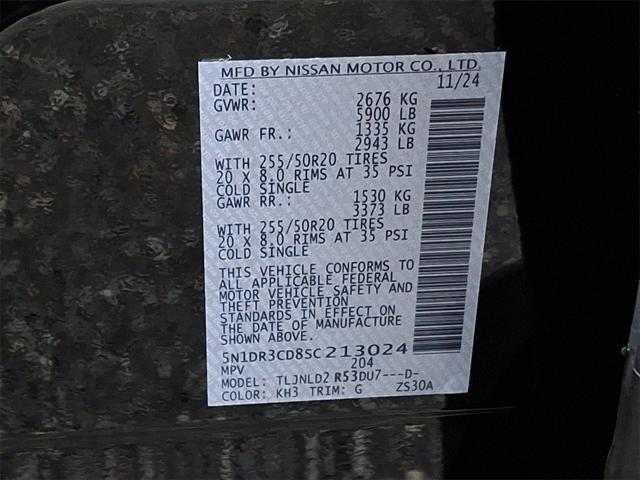 MFD BY NISSAN MOTOR CO., LTD.
DATE: 11/24
GVWR: 2676 KG
5900 LB
GAWR FR.: 1335 KG
2943 LB
WITH 255/50R20 TIRES
20 X 8.0 RIMS AT 35 PSI
COLD SINGLE
GAWR RR.: 1530 KG
3373 LB
WITH 255/50R20 TIRES
20 X 8.0 RIMS AT 35 PSI
COLD SINGLE
THIS VEHICLE CONFORMS TO
ALL APPLICABLE FEDERAL
MOTOR VEHICLE SAFETY AND
THEFT PREVENTION
STANDARDS IN EFFECT ON
THE DATE OF MANUFACTURE
SHOWN ABOVE.
5N1DR3CD8SC213024
MPV 204
MODEL: TLJNLD2 R53DU7---D-
COLOR: KH3 TRIM: G ZS30A